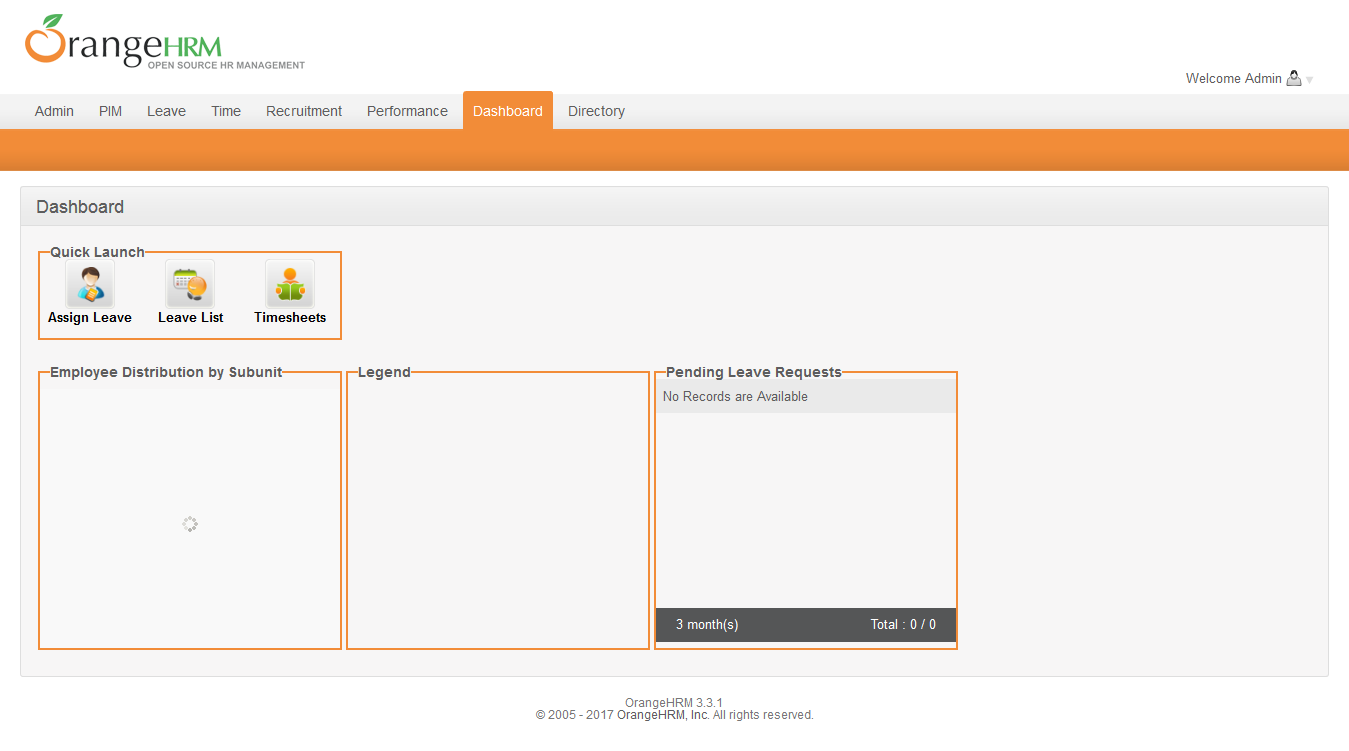 OrangeHRM
OPEN SOURCE HR MANAGEMENT
Welcome Admin
Admin PIM Leave Time Recruitment Performance Dashboard Directory
Dashboard
Quick Launch
Assign Leave Leave List Timesheets
Employee Distribution by Subunit Legend Pending Leave Requests
No Records are Available
3 month(s) Total : 0 / 0
OrangeHRM 3.3.1
© 2005 - 2017 OrangeHRM, Inc. All rights reserved.